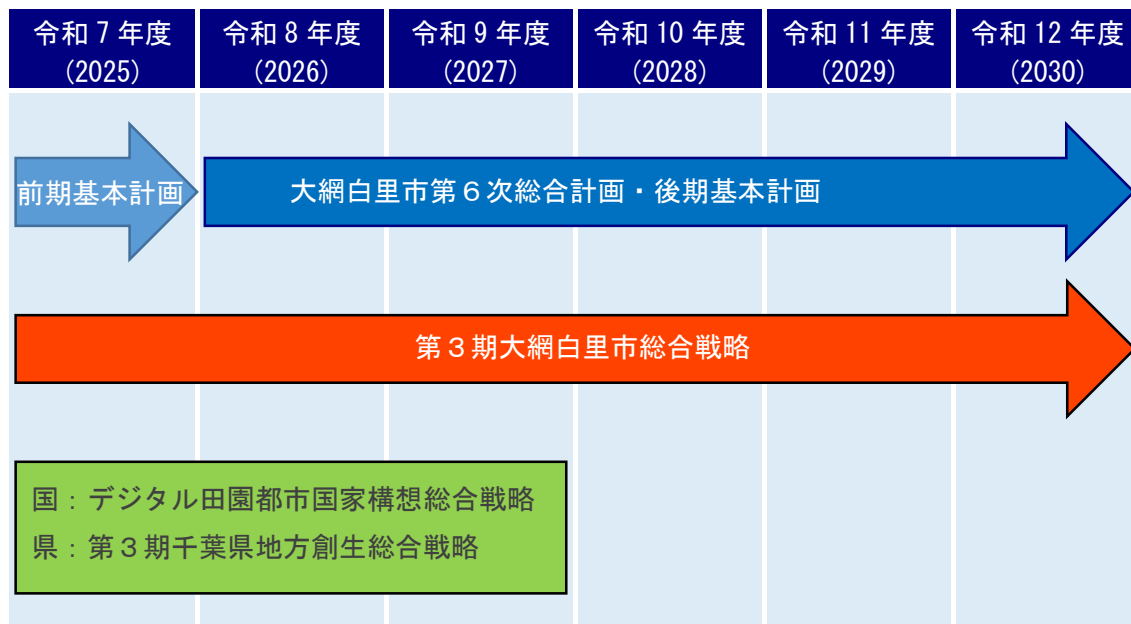 令和 7 年度
(2025)
令和 8 年度
(2026)
令和 9 年度
(2027)
令和 10 年度
(2028)
令和 11 年度
(2029)
令和 12 年度
(2030)
前期基本計画
大網白里市第６次総合計画・後期基本計画
第３期大網白里市総合戦略
国：デジタル田園都市国家構想総合戦略
県：第３期千葉県地方創生総合戦略